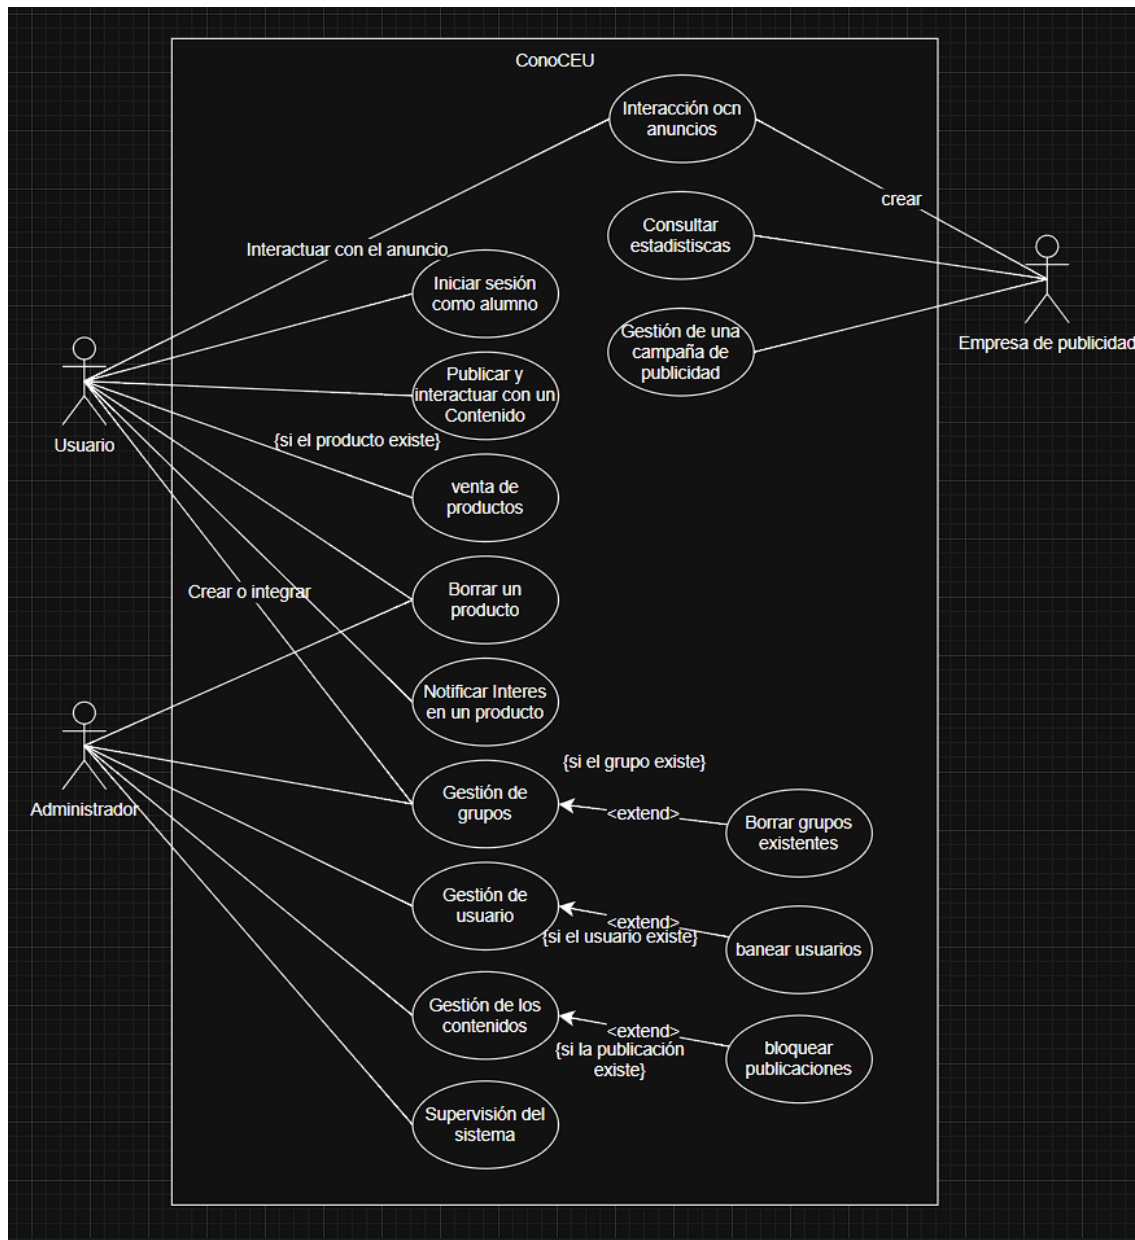 ConoCEU
Interacción ocn
anuncios
crear
Consultar
estadistiscas
Interactuar con el anuncio
Iniciar sesión
como alumno
Gestión de una
campaña de
publicidad
Empresa de publicidad
Usuario
Publicar y
interactuar con un
Contenido
{si el producto existe}
venta de
productos
Crear o integrar
Borrar un
producto
Notificar Interes
en un producto
Administrador
{si el grupo existe}
Gestión de
grupos
<extend>
Borrar grupos
existentes
Gestión de
usuario
<extend>
{si el usuario existe}
banear usuarios
Gestión de los
contenidos
<extend>
{si la publicación
existe}
bloquear
publicaciones
Supervisión del
sistema